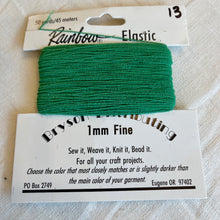 50 yards/45 meters
13
Rainbow Elastic
Bryson Distributing
1mm Fine
Sew it, Weave it, Knit it, Bead it.
For all your craft projects.
Choose the color that most closely matches or is slightly darker than
the main color of your garment.
PO Box 2749 Eugene OR 97402